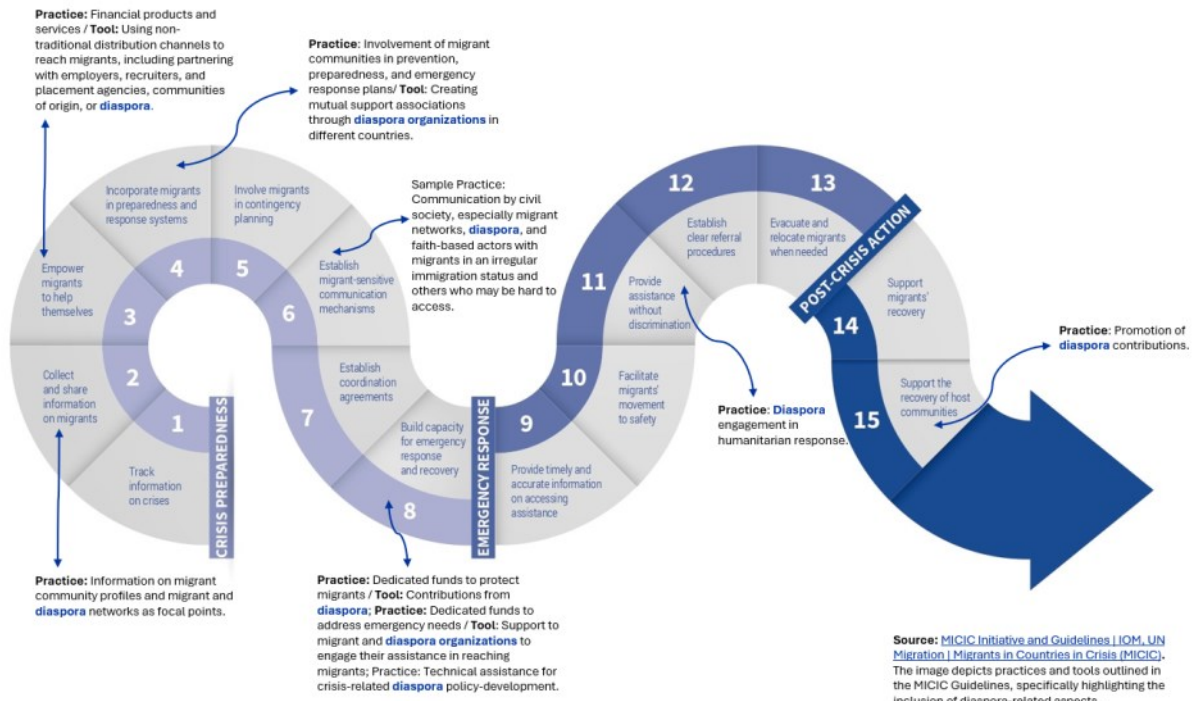 Practice: Financial products and
services / Tool: Using non-
traditional distribution channels to
reach migrants, including partnering
with employers, recruiters, and
placement agencies, communities
of origin, or diaspora.
Practice: Involvement of migrant
communities in prevention,
preparedness, and emergency
response plans/ Tool: Creating
mutual support associations
through diaspora organizations in
different countries.
Sample Practice:
Communication by civil
society, especially migrant
networks, diaspora, and
faith-based actors with
migrants in an irregular
immigration status and
others who may be hard to
access.
CRISIS PREPAREDNESS
1
Track
information
on crises
2
Collect
and share
information
on migrants
3
Empower
migrants
to help
themselves
4
Incorporate migrants
in preparedness and
response systems
5
Involve migrants
in contingency
planning
6
Establish
migrant-sensitive
communication
mechanisms
7
Establish
coordination
agreements
8
Build capacity
for emergency
response
and recovery
EMERGENCY RESPONSE
9
Provide timely and
accurate information
on accessing
assistance
10
Facilitate
migrants'
movement
to safety
11
Provide
assistance
without
discrimination
12
Establish
clear referral
procedures
13
Evacuate and
relocate migrants
when needed
POST-CRISIS ACTION
14
Support
migrants'
recovery
15
Support the
recovery of host
communities
Practice: Promotion of
diaspora contributions.
Practice: Diaspora
engagement in
humanitarian response.
Practice: Information on migrant
community profiles and migrant and
diaspora networks as focal points.
Practice: Dedicated funds to protect
migrants / Tool: Contributions from
diaspora; Practice: Dedicated funds to
address emergency needs / Tool: Support to
migrant and diaspora organizations to
engage their assistance in reaching
migrants; Practice: Technical assistance for
crisis-related diaspora policy-development.
Source: MICIC Initiative and Guidelines | IOM, UN
Migration | Migrants in Countries in Crisis (MICIC).
The image depicts practices and tools outlined in
the MICIC Guidelines, specifically highlighting the
inclusion of diaspora-related aspects.